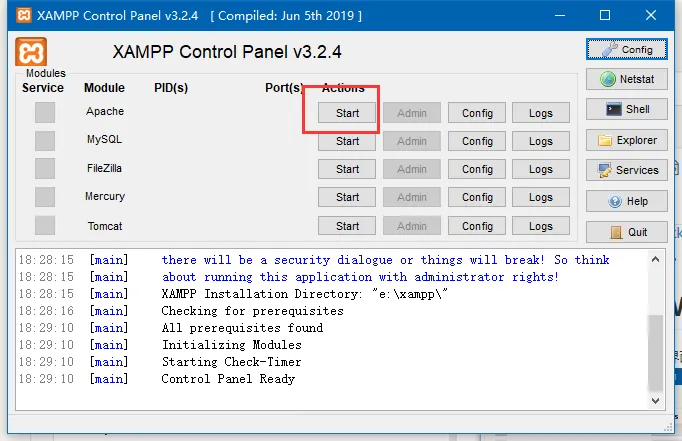 XAMPP Control Panel v3.2.4 [ Compiled: Jun 5th 2019 ]
XAMPP Control Panel v3.2.4
Config
Modules
Service Module PID(s) Port(s) Actions
Netstat
Apache Start Admin Config Logs
Shell
MySQL Start Admin Config Logs
Explorer
FileZilla Start Admin Config Logs
Services
Mercury Start Admin Config Logs
Help
Tomcat Start Admin Config Logs
Quit
18:28:15 [main] there will be a security dialogue or things will break! So think
18:28:15 [main] about running this application with administrator rights!
18:28:15 [main] XAMPP Installation Directory: "e:\xampp\"
18:28:16 [main] Checking for prerequisites
18:29:10 [main] All prerequisites found
18:29:10 [main] Initializing Modules
18:29:10 [main] Starting Check-Timer
18:29:10 [main] Control Panel Ready